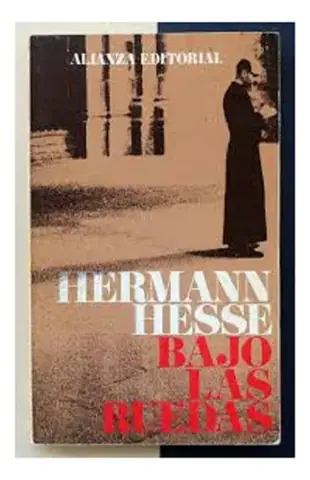 ALIANZA EDITORIAL
HERMANN
HESSE
BAJO
LAS
RUEDAS